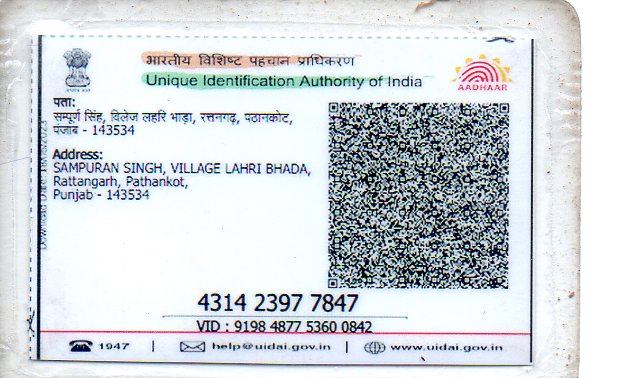 भारतीय विशिष्ट पहचान प्राधिकरण
Unique Identification Authority of India
AADHAAR
पता:
सम्पूर्ण सिंह, विलेज लहरि भाड़ा, रत्तनगढ़, पठानकोट,
पंजाब - 143534
Address:
SAMPURAN SINGH, VILLAGE LAHRI BHADA,
Rattangarh, Pathankot,
Punjab - 143534
4314 2397 7847
VID : 9198 4877 5360 0842
1947 | help@uidai.gov.in | www.uidai.gov.in